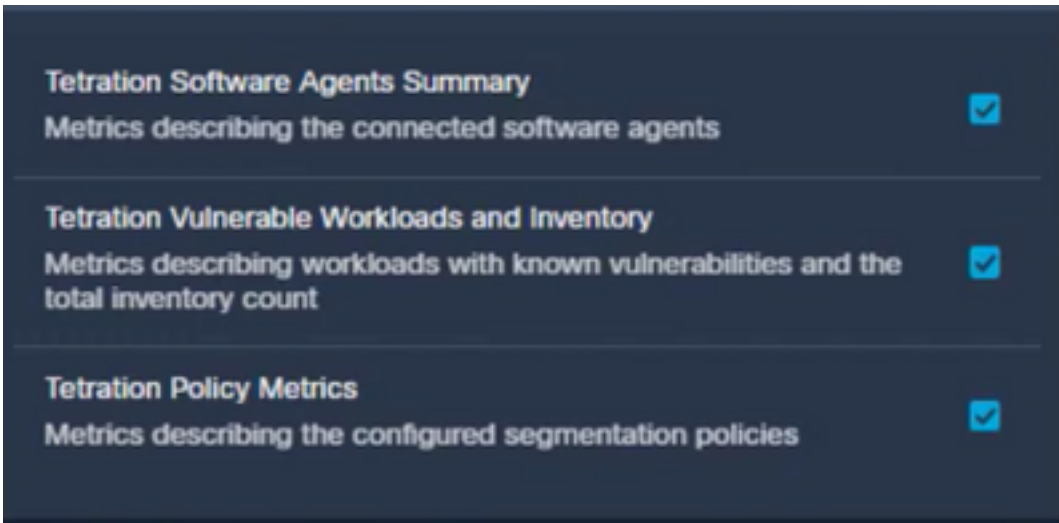 Tetration Software Agents Summary
Metrics describing the connected software agents
Tetration Vulnerable Workloads and Inventory
Metrics describing workloads with known vulnerabilities and the
total inventory count
Tetration Policy Metrics
Metrics describing the configured segmentation policies